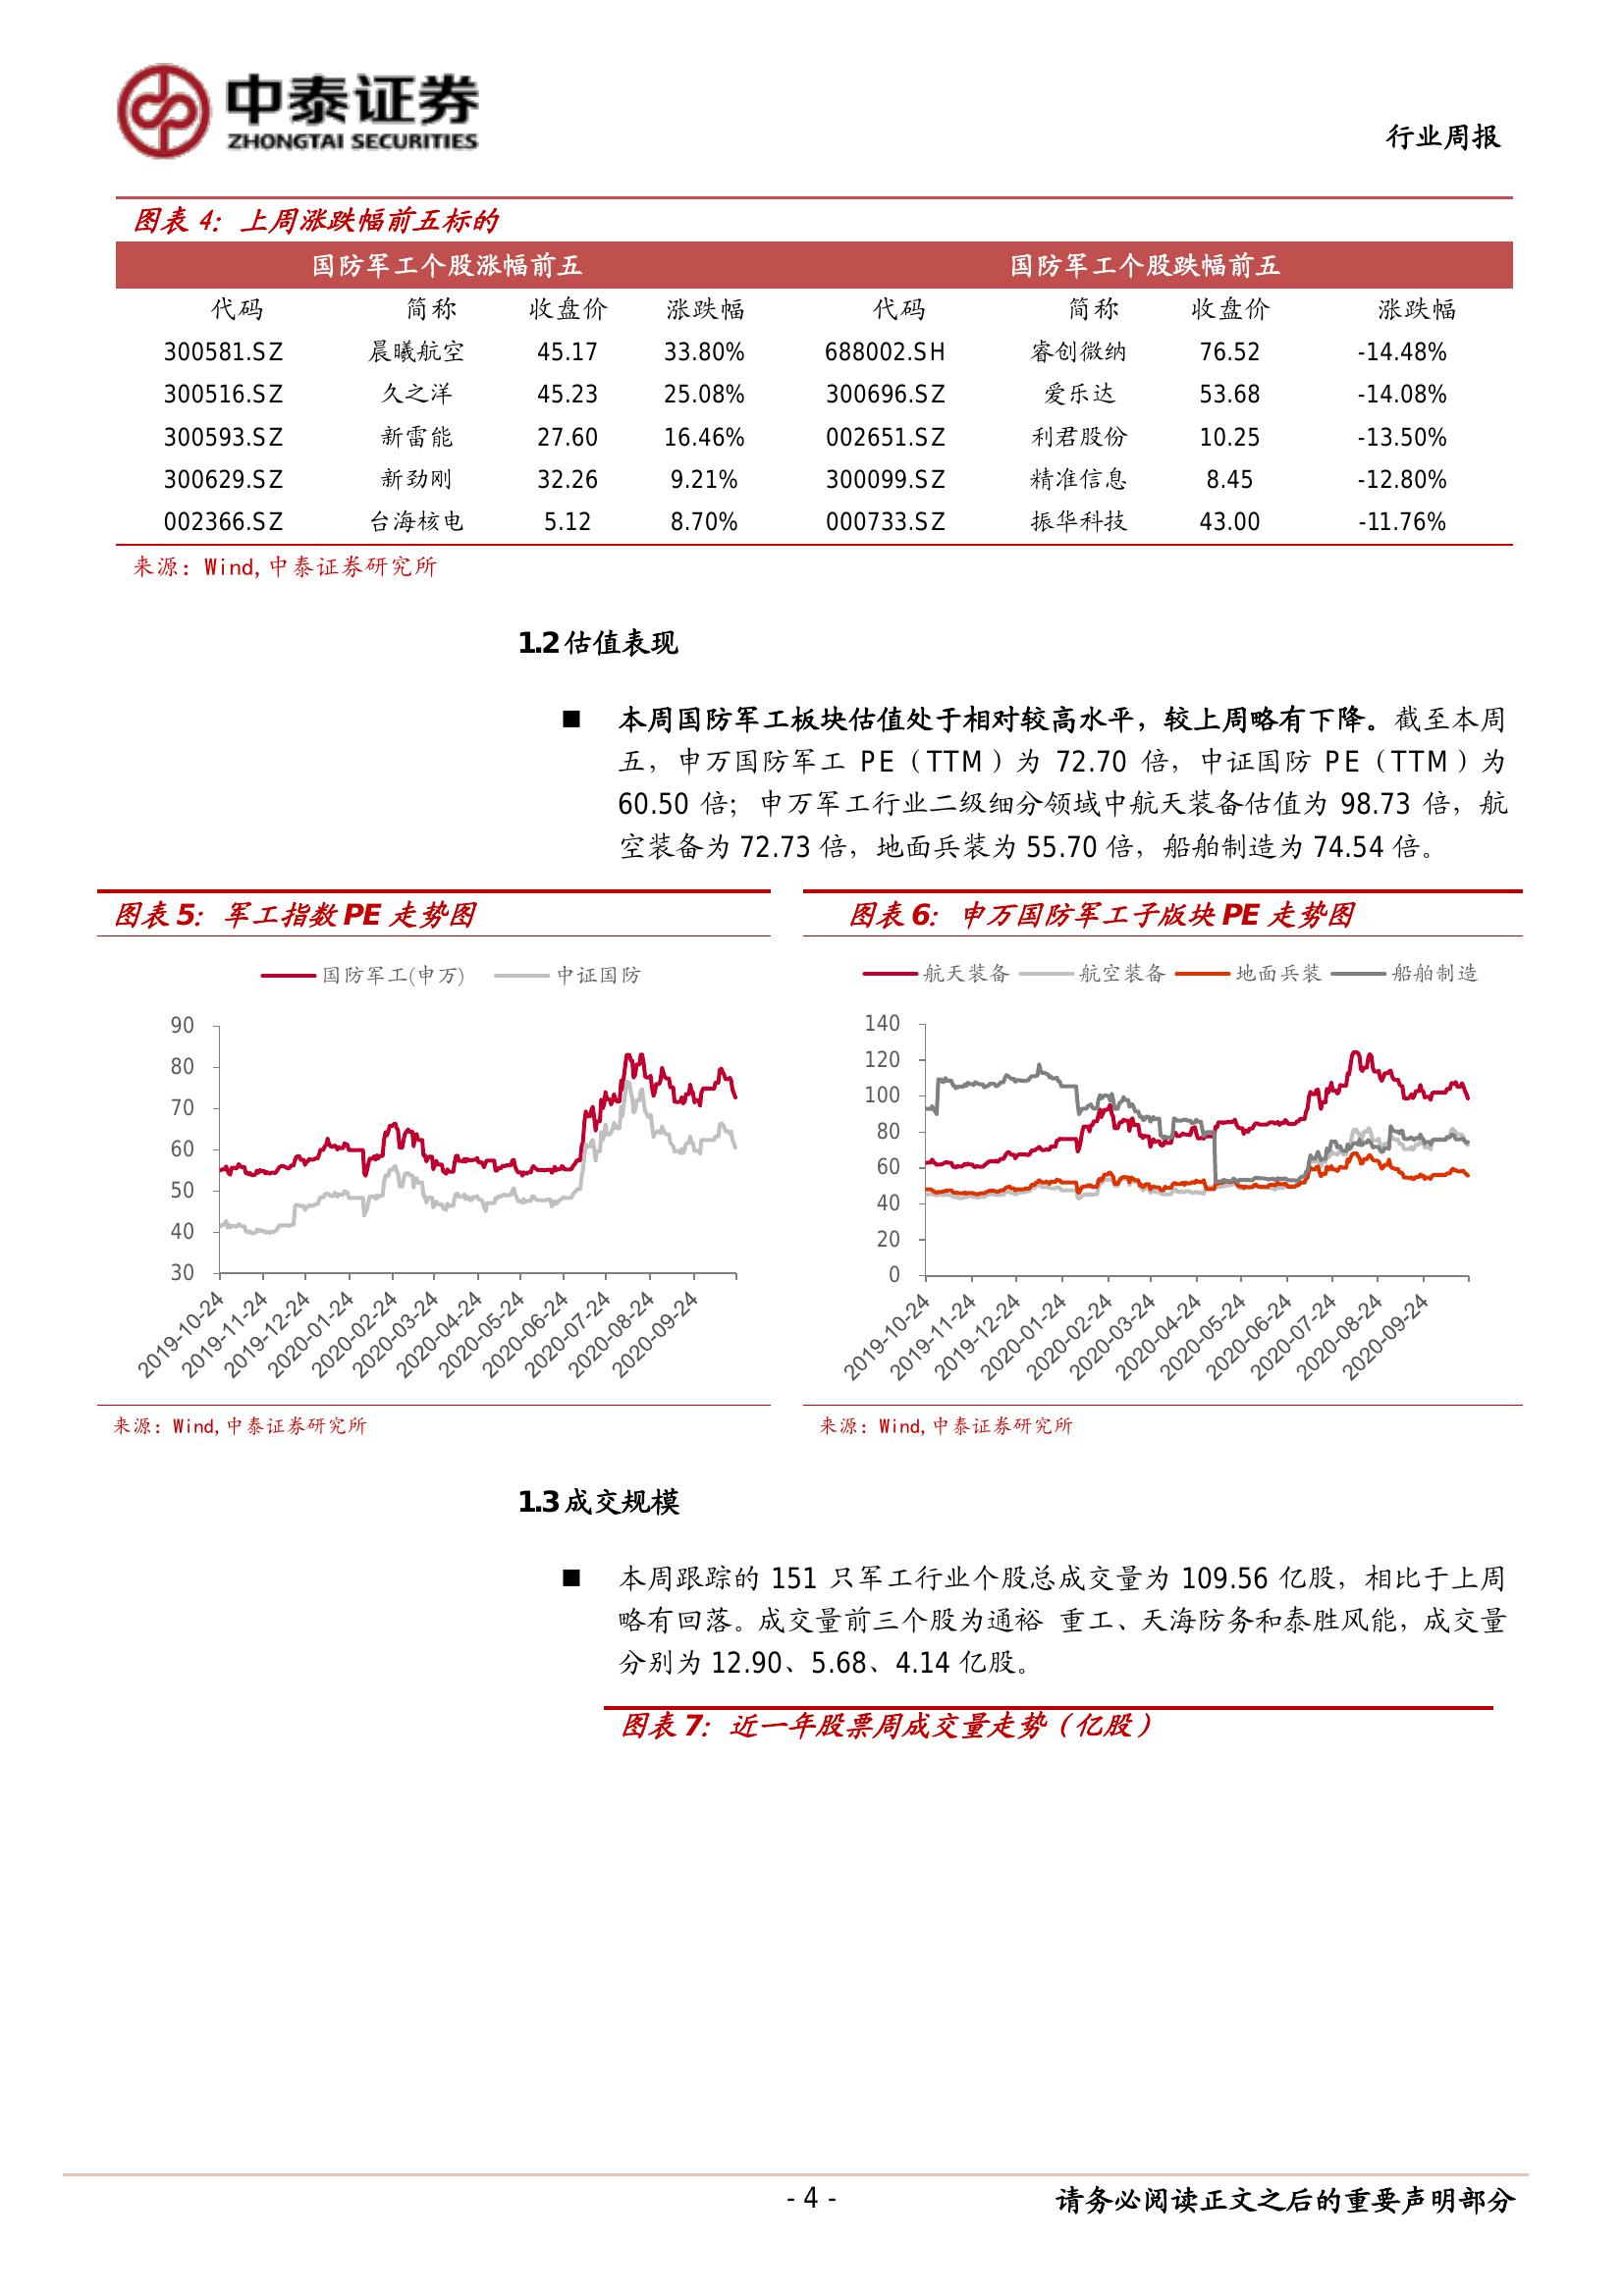 中泰证券
ZHONGTAI SECURITIES
行业周报
图表 4：上周涨跌幅前五标的
国防军工个股涨幅前五 国防军工个股跌幅前五
代码 简称 收盘价 涨跌幅 代码 简称 收盘价 涨跌幅
300581.SZ 晨曦航空 45.17 33.80% 688002.SH 睿创微纳 76.52 -14.48%
300516.SZ 久之洋 45.23 25.08% 300696.SZ 爱乐达 53.68 -14.08%
300593.SZ 新雷能 27.60 16.46% 002651.SZ 利君股份 10.25 -13.50%
300629.SZ 新劲刚 32.26 9.21% 300099.SZ 精准信息 8.45 -12.80%
002366.SZ 台海核电 5.12 8.70% 000733.SZ 振华科技 43.00 -11.76%
来源：Wind,中泰证券研究所
1.2 估值表现
■ 本周国防军工板块估值处于相对较高水平，较上周略有下降。截至本周
五，申万国防军工 PE（TTM）为 72.70 倍，中证国防 PE（TTM）为
60.50 倍；申万军工行业二级细分领域中航天装备估值为 98.73 倍，航
空装备为 72.73 倍，地面兵装为 55.70 倍，船舶制造为 74.54 倍。
图表 5：军工指数 PE 走势图
国防军工(申万) 中证国防
90
80
70
60
50
40
30
2019-10-24 2019-11-24 2019-12-24 2020-01-24 2020-02-24 2020-03-24 2020-04-24 2020-05-24 2020-06-24 2020-07-24 2020-08-24 2020-09-24
来源：Wind,中泰证券研究所
图表 6：申万国防军工子版块 PE 走势图
航天装备 航空装备 地面兵装 船舶制造
140
120
100
80
60
40
20
0
2019-10-24 2019-11-24 2019-12-24 2020-01-24 2020-02-24 2020-03-24 2020-04-24 2020-05-24 2020-06-24 2020-07-24 2020-08-24 2020-09-24
来源：Wind,中泰证券研究所
1.3 成交规模
■ 本周跟踪的 151 只军工行业个股总成交量为 109.56 亿股，相比于上周
略有回落。成交量前三个股为通裕 重工、天海防务和泰胜风能，成交量
分别为 12.90、5.68、4.14 亿股。
图表 7：近一年股票周成交量走势（亿股）
- 4 -
请务必阅读正文之后的重要声明部分